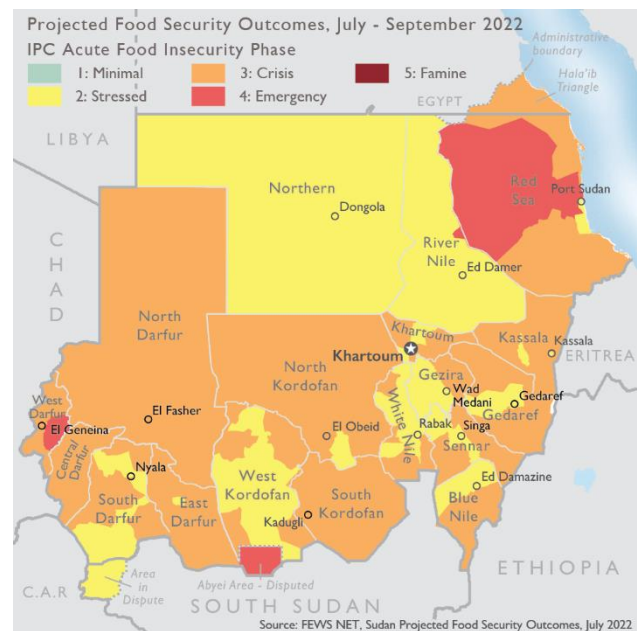 Projected Food Security Outcomes, July - September 2022
IPC Acute Food Insecurity Phase
1: Minimal
3: Crisis
5: Famine
2: Stressed
4: Emergency
Administrative
boundary
Hala'ib
Triangle
EGYPT
LIBYA
Northern
Dongola
Red
Sea
Port Sudan
CHAD
River
Nile
Ed Damer
North
Darfur
Khartoum
Khartoum
Kassala
Kassala
ERITREA
North
Kordofan
Gezira
Wad
Medani
Gedaref
Gedaref
West
Darfur
El Geneina
El Fasher
Central
Darfur
El Obeid
White Nile
Rabak
Singa
Sennar
Nyala
South
Darfur
East
Darfur
West
Kordofan
Kadugli
South
Kordofan
Ed Damazine
Blue
Nile
C.A.R
Area
in
Dispute
Abyei Area - Disputed
SOUTH SUDAN
ETHIOPIA
Source: FEWS NET, Sudan Projected Food Security Outcomes, July 2022